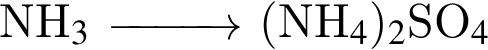 NH₃ ⟶ (NH₄)₂SO₄